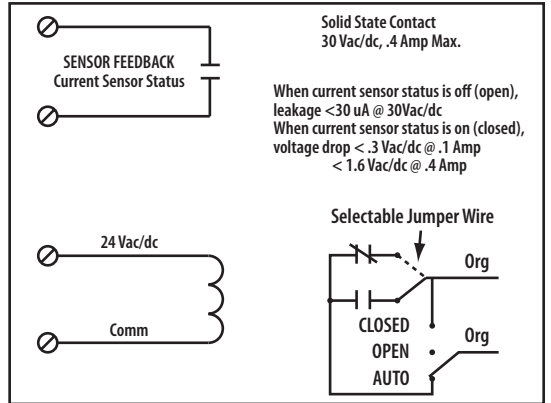 Solid State Contact
30 Vac/dc, .4 Amp Max.
SENSOR FEEDBACK
Current Sensor Status
When current sensor status is off (open),
leakage <30 uA @ 30Vac/dc
When current sensor status is on (closed),
voltage drop < .3 Vac/dc @ .1 Amp
< 1.6 Vac/dc @ .4 Amp
Selectable Jumper Wire
24 Vac/dc
Org
Comm
CLOSED
OPEN
Org
AUTO